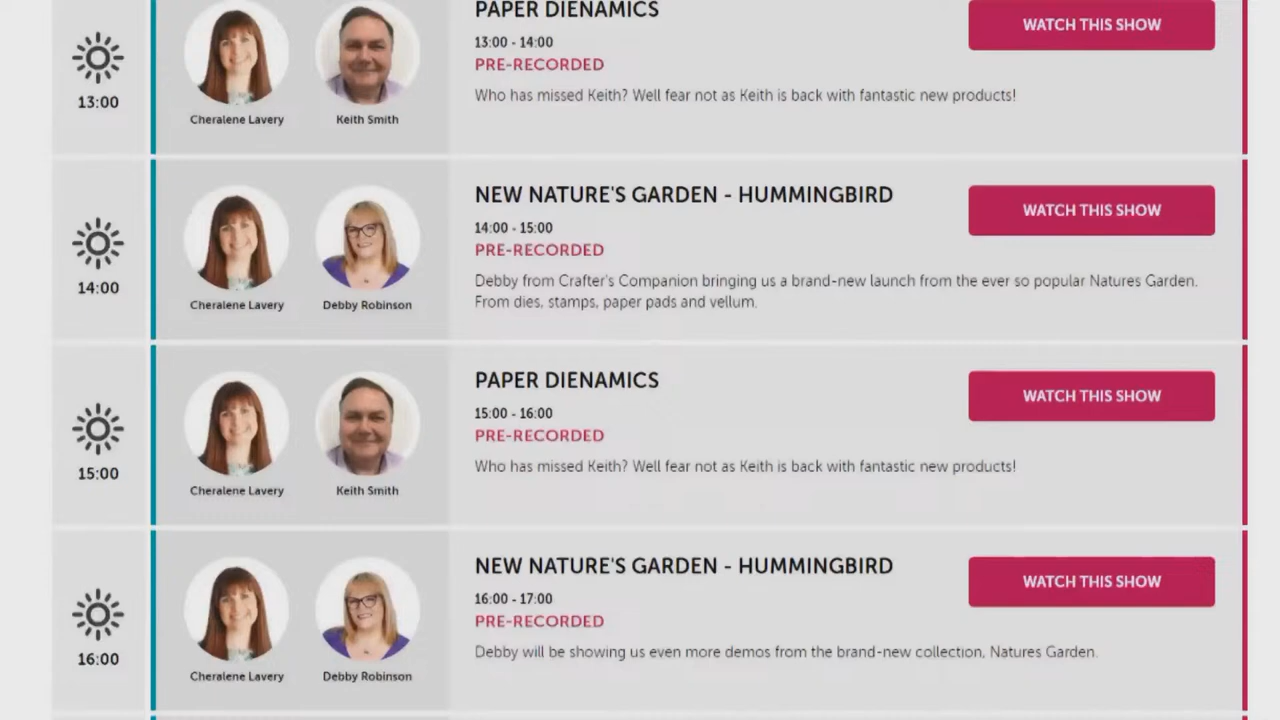 PAPER DIENAMICS
WATCH THIS SHOW
13:00 - 14:00
PRE-RECORDED
Who has missed Keith? Well fear not as Keith is back with fantastic new products!
13:00
Cheralene Lavery
Keith Smith
NEW NATURE'S GARDEN - HUMMINGBIRD
WATCH THIS SHOW
14:00 - 15:00
PRE-RECORDED
Debby from Crafter's Companion bringing us a brand-new launch from the ever so popular Natures Garden.
From dies, stamps, paper pads and vellum.
14:00
Cheralene Lavery
Debby Robinson
PAPER DIENAMICS
WATCH THIS SHOW
15:00 - 16:00
PRE-RECORDED
Who has missed Keith? Well fear not as Keith is back with fantastic new products!
15:00
Cheralene Lavery
Keith Smith
NEW NATURE'S GARDEN - HUMMINGBIRD
WATCH THIS SHOW
16:00 - 17:00
PRE-RECORDED
Debby will be showing us even more demos from the brand-new collection, Natures Garden.
16:00
Cheralene Lavery
Debby Robinson